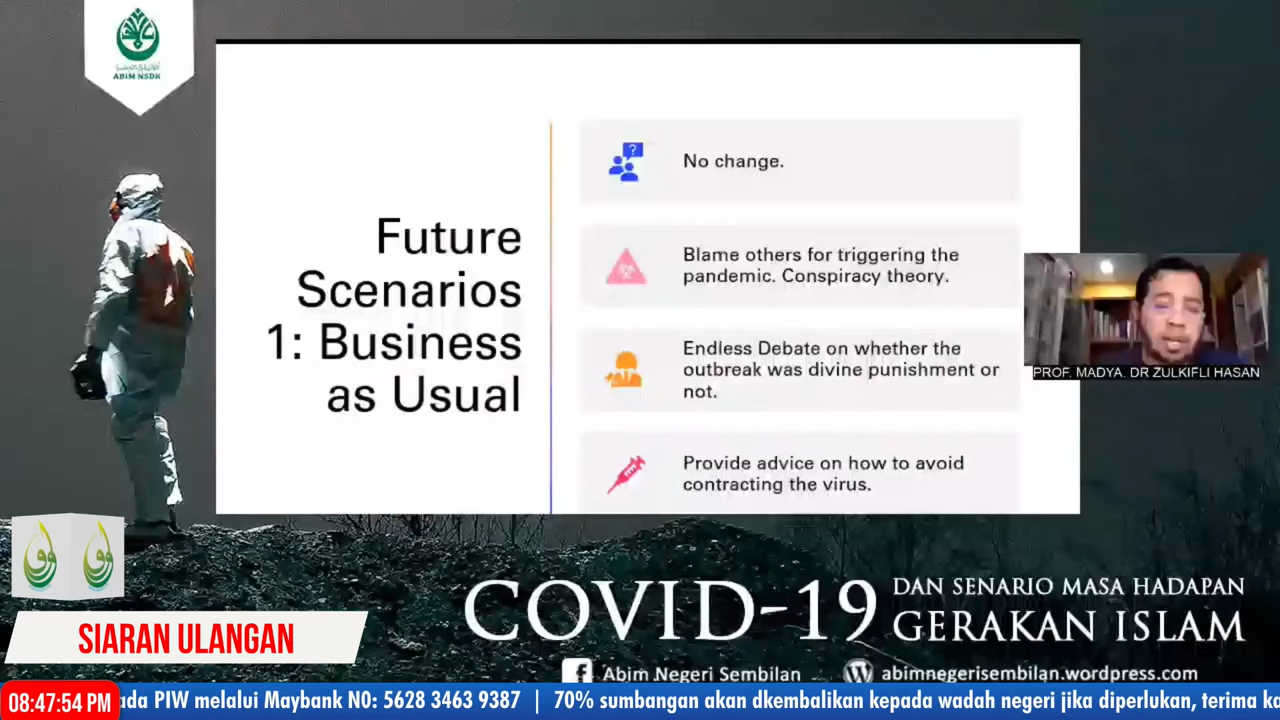 ABIM NSDK
Future
Scenarios
1: Business
as Usual
?
No change.
Blame others for triggering the
pandemic. Conspiracy theory.
Endless Debate on whether the
outbreak was divine punishment or
not.
Provide advice on how to avoid
contracting the virus.
PROF. MADYA. DR ZULKIFLI HASAN
COVID-19
DAN SENARIO MASA HADAPAN
GERAKAN ISLAM
SIARAN ULANGAN
f Abim Negeri Sembilan
abimnegerisembilan.wordpress.com
08:47:54 PM
ada PIW melalui Maybank NO: 5628 3463 9387 | 70% sumbangan akan dkembalikan kepada wadah negeri jika diperlukan, terima